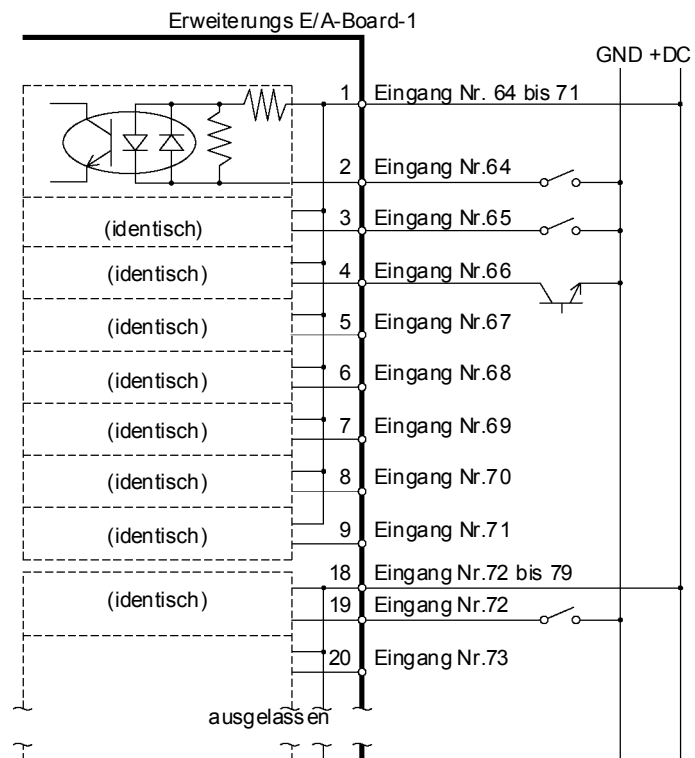 Erweiterungs E/A-Board-1
GND +DC
1 Eingang Nr. 64 bis 71
2 Eingang Nr.64
(identisch) 3 Eingang Nr.65
(identisch) 4 Eingang Nr.66
(identisch) 5 Eingang Nr.67
(identisch) 6 Eingang Nr.68
(identisch) 7 Eingang Nr.69
(identisch) 8 Eingang Nr.70
(identisch) 9 Eingang Nr.71
18 Eingang Nr.72 bis 79
(identisch) 19 Eingang Nr.72
20 Eingang Nr.73
ausgelassen